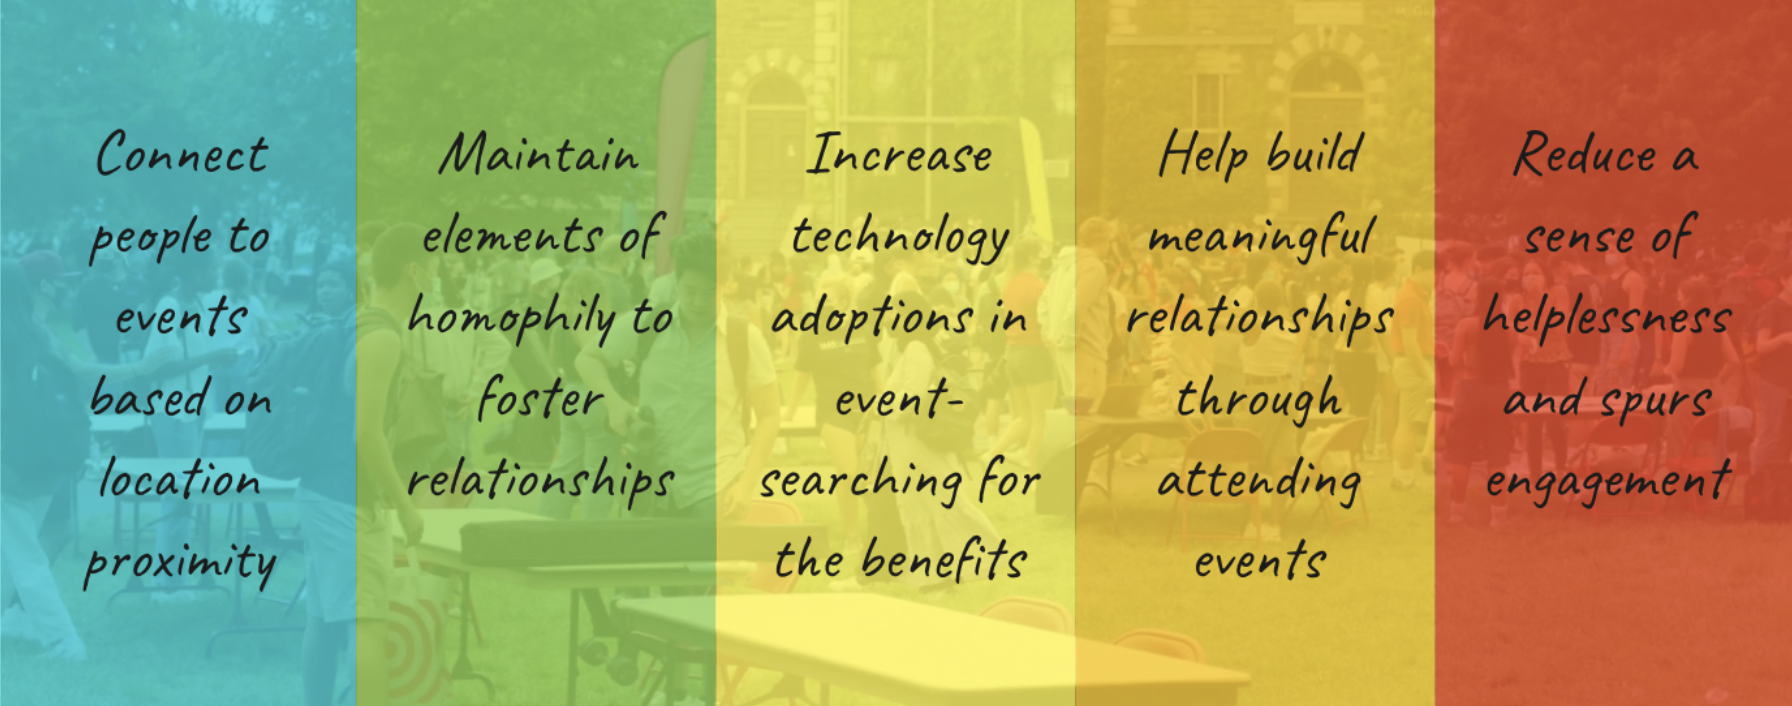 Connect
people to
events
based on
location
proximity
Maintain
elements of
homophily to
foster
relationships
Increase
technology
adoptions in
event-
searching for
the benefits
Help build
meaningful
relationships
through
attending
events
Reduce a
sense of
helplessness
and spurs
engagement